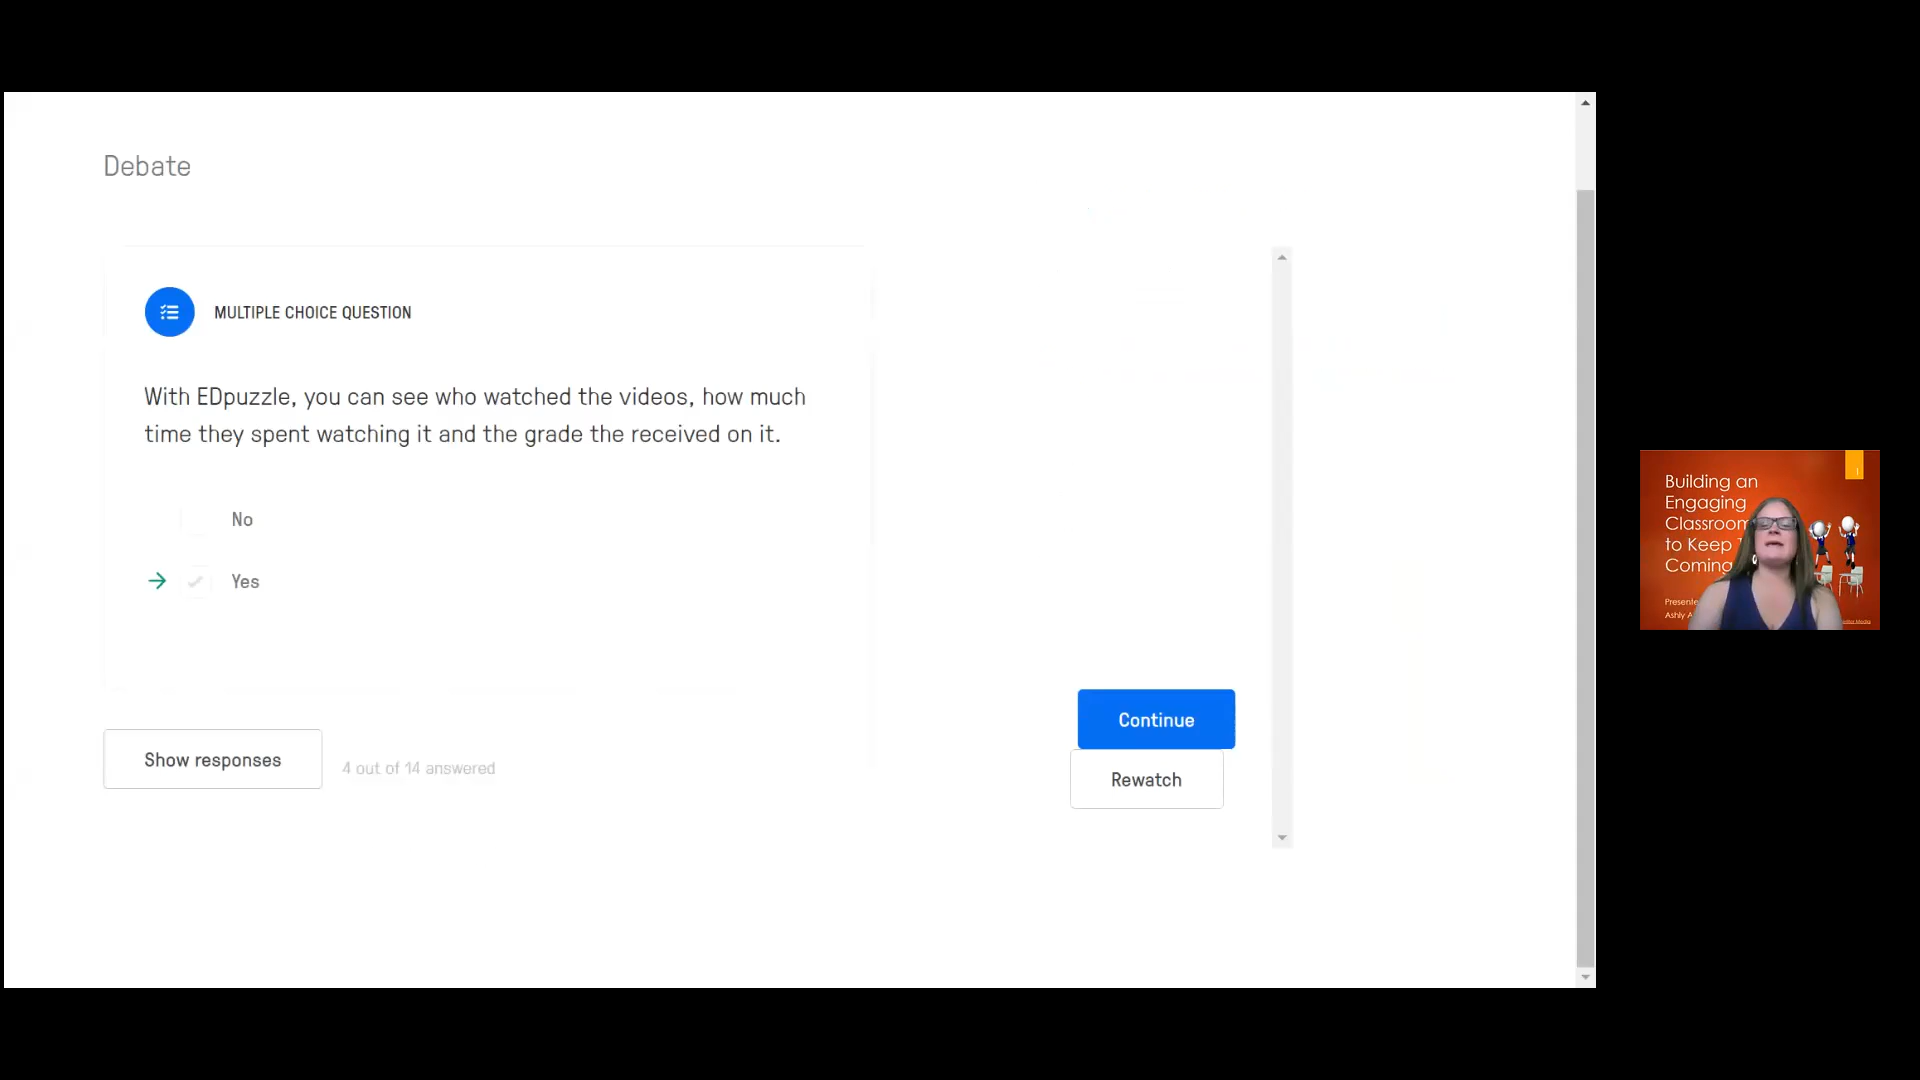 Debate
MULTIPLE CHOICE QUESTION
With EDpuzzle, you can see who watched the videos, how much
time they spent watching it and the grade the received on it.
No
Yes
Continue
Show responses
4 out of 14 answered
Rewatch
1
Building an
Engaging
Classroom
to Keep
Coming
Ashly